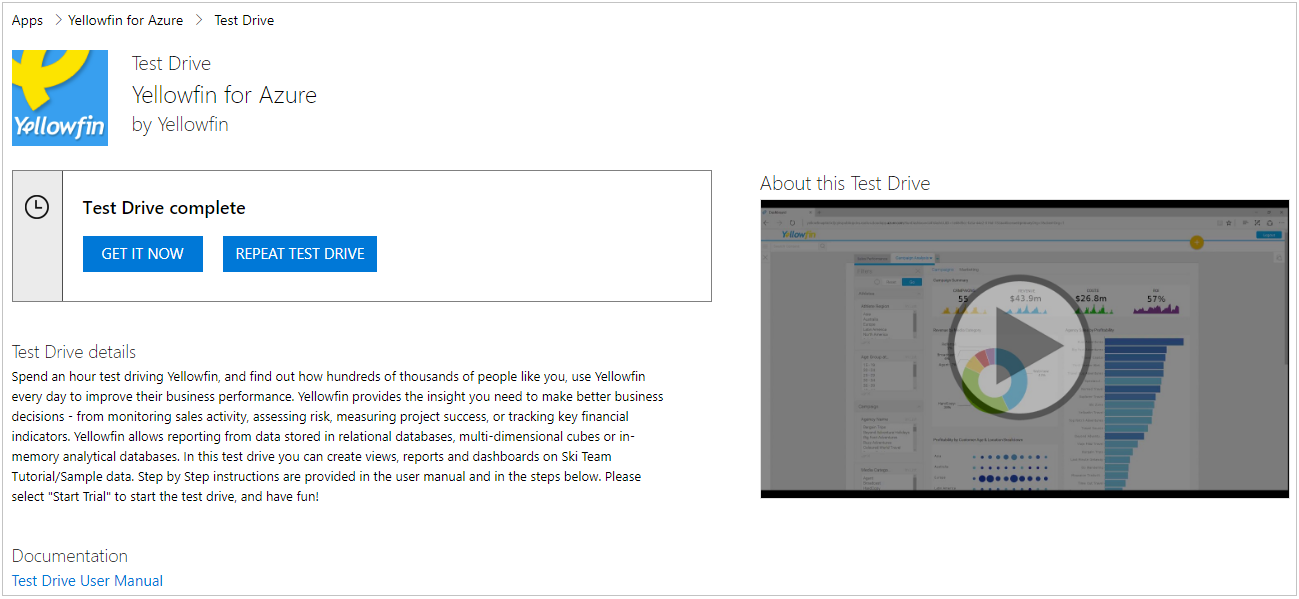 Apps > Yellowfin for Azure > Test Drive
Yellowfin
Test Drive
Yellowfin for Azure
by Yellowfin
Test Drive complete
GET IT NOW
REPEAT TEST DRIVE
Test Drive details
Spend an hour test driving Yellowfin, and find out how hundreds of thousands of people like you, use Yellowfin
every day to improve their business performance. Yellowfin provides the insight you need to make better business
decisions - from monitoring sales activity, assessing risk, measuring project success, or tracking key financial
indicators. Yellowfin allows reporting from data stored in relational databases, multi-dimensional cubes or in-
memory analytical databases. In this test drive you can create views, reports and dashboards on Ski Team
Tutorial/Sample data. Step by Step instructions are provided in the user manual and in the steps below. Please
select "Start Trial" to start the test drive, and have fun!
Documentation
Test Drive User Manual
About this Test Drive
Yellowfin
Campaign Summary
55
$43.9m
$26.8m
57%